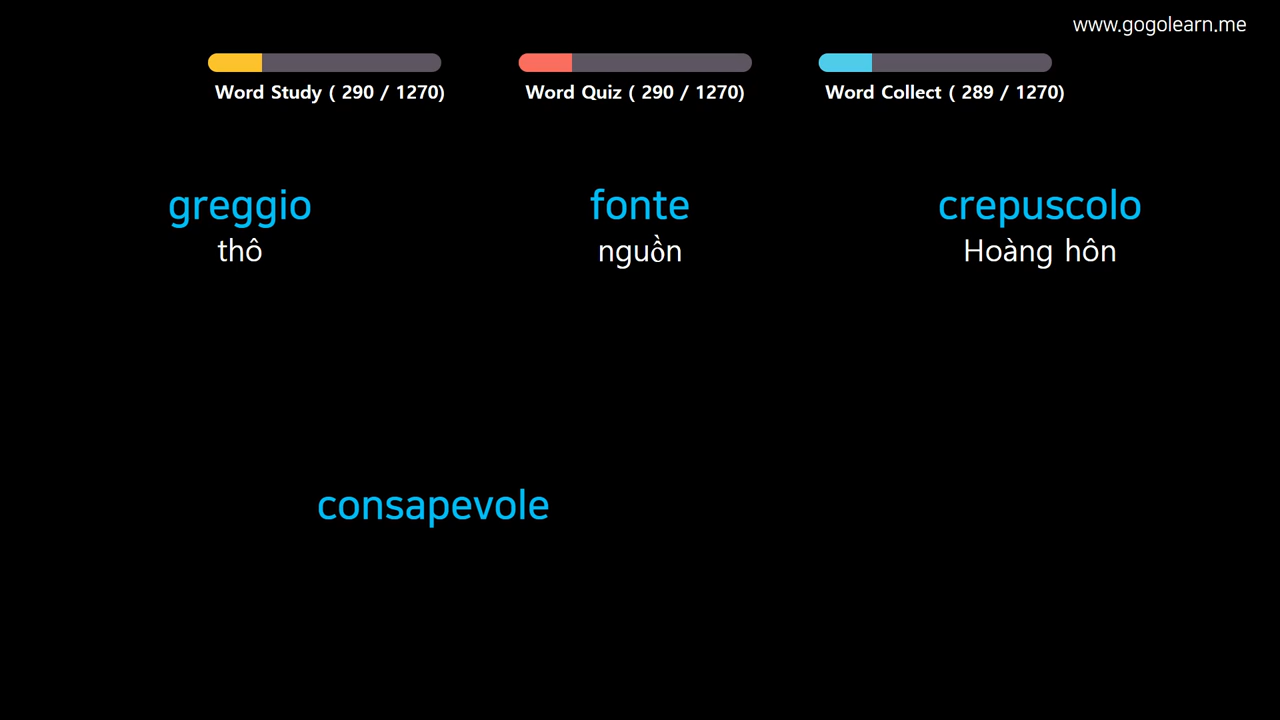 www.gogolearn.me
Word Study ( 290 / 1270)
Word Quiz ( 290 / 1270)
Word Collect ( 289 / 1270)
greggio
thô
fonte
nguồn
crepuscolo
Hoàng hôn
consapevole